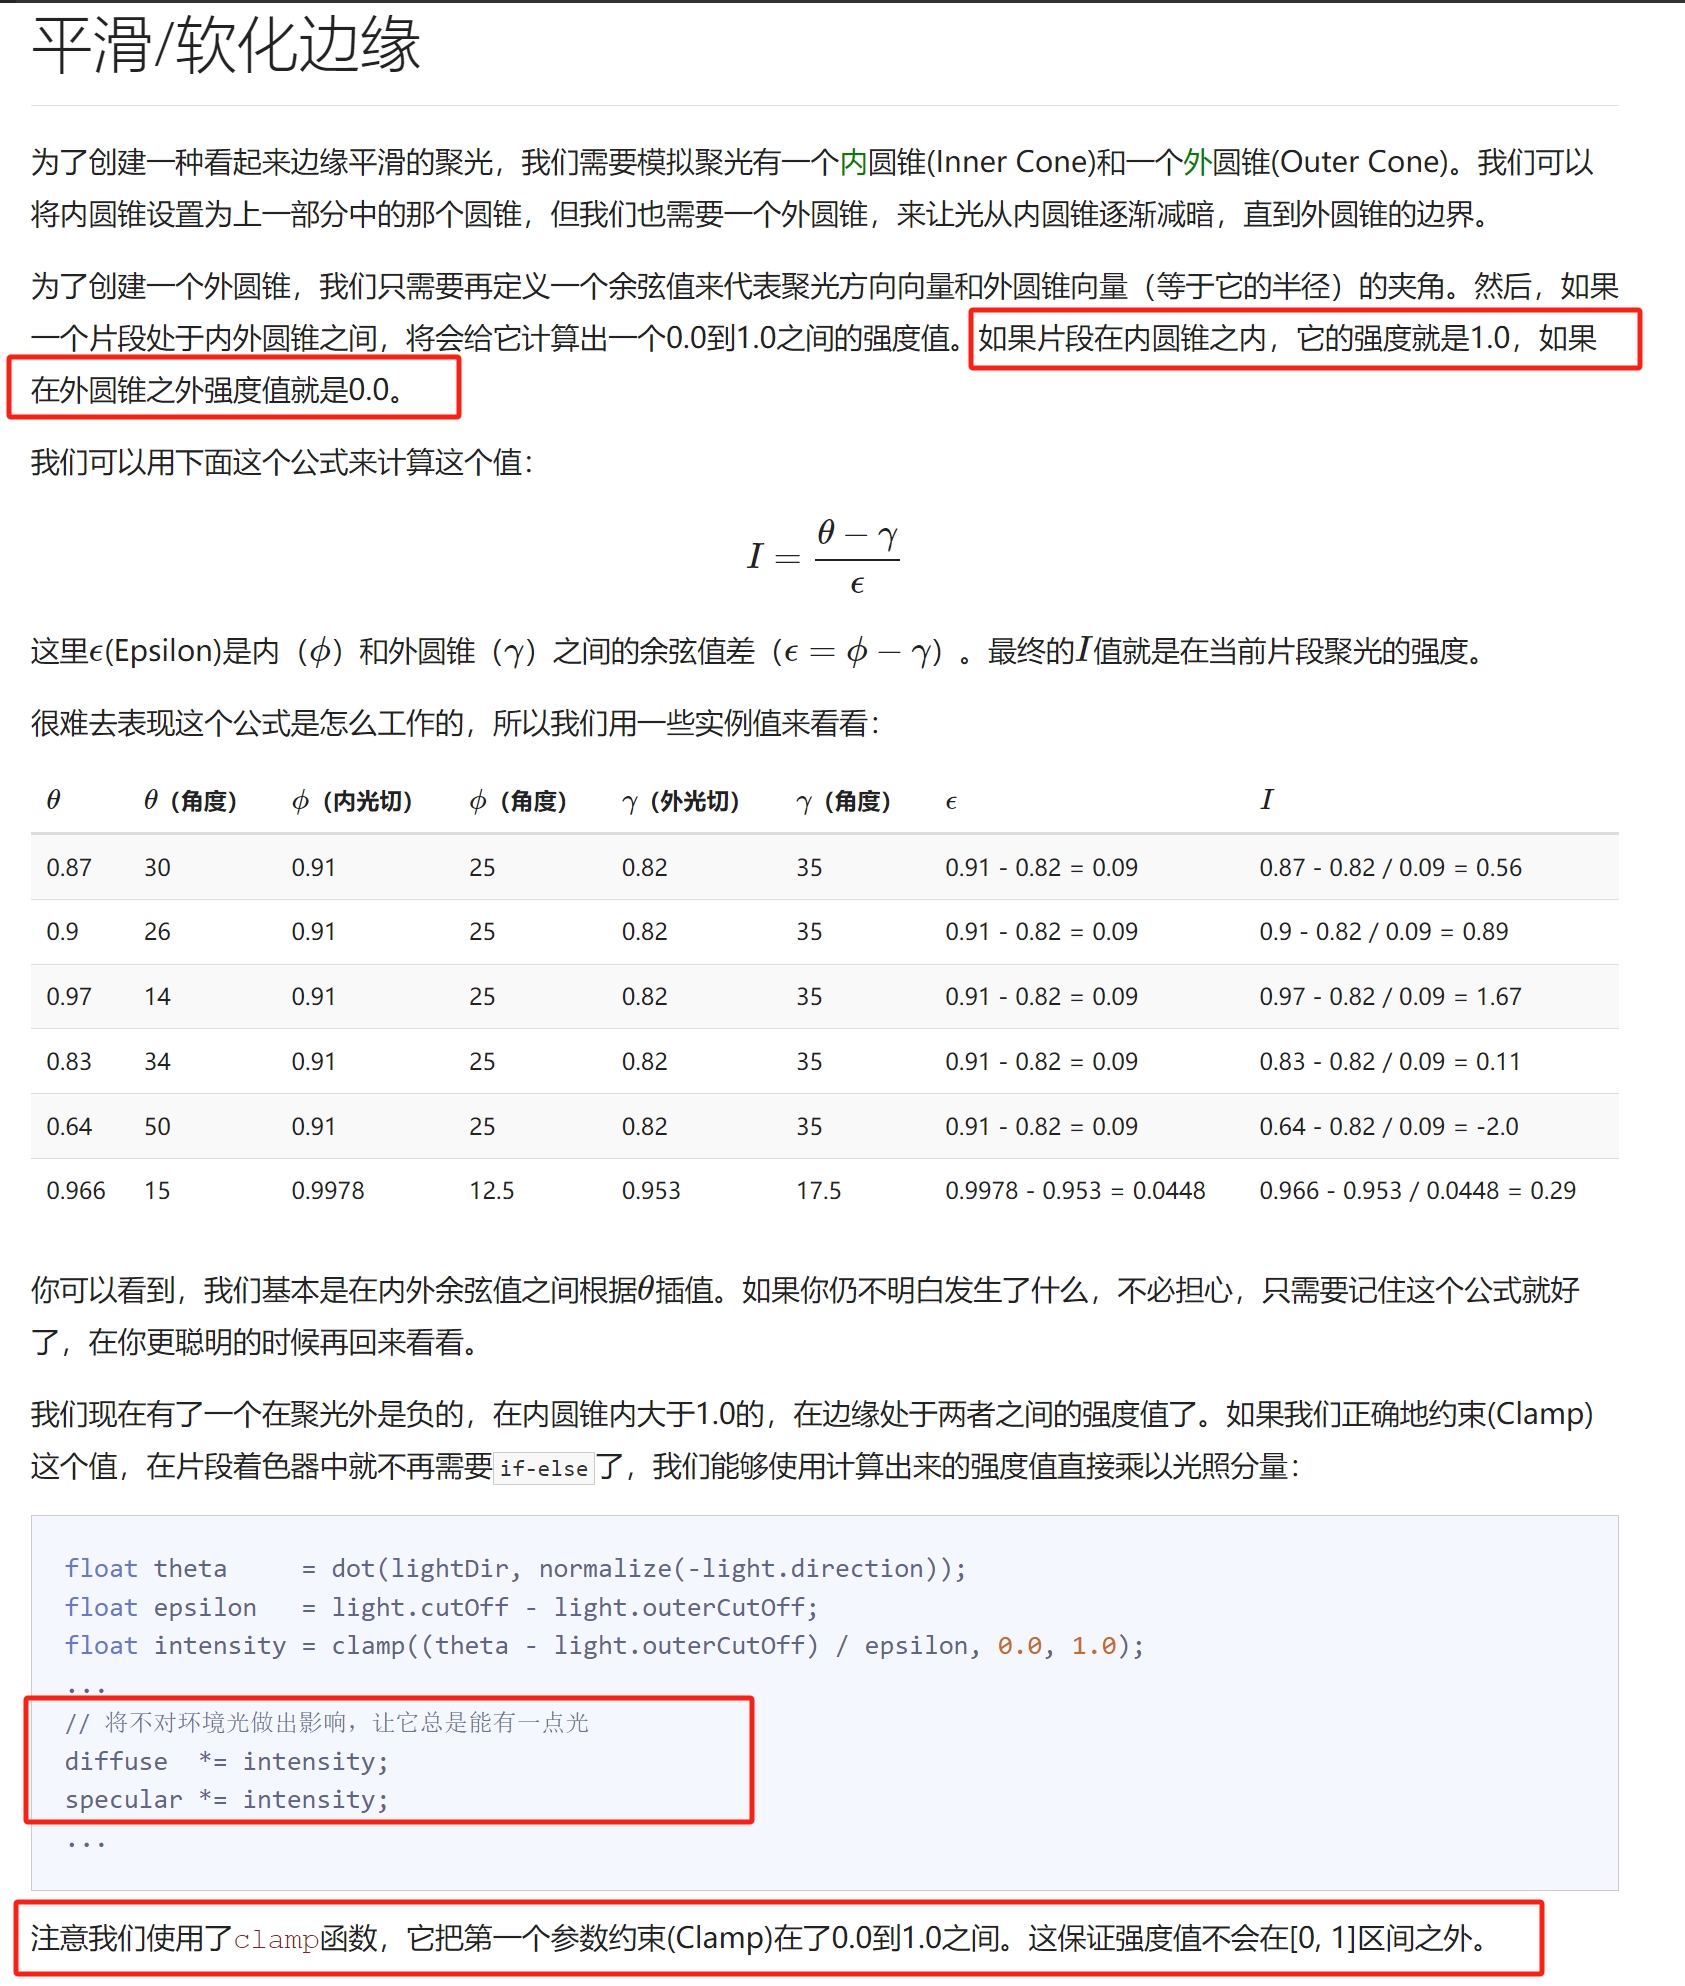 平滑/软化边缘
为了创建一种看起来边缘平滑的聚光，我们需要模拟聚光有一个内圆锥(Inner Cone)和一个外圆锥(Outer Cone)。我们可以
将内圆锥设置为上一部分中的那个圆锥，但我们也需要一个外圆锥，来让光从内圆锥逐渐减暗，直到外圆锥的边界。
为了创建一个外圆锥，我们只需要再定义一个余弦值来代表聚光方向向量和外圆锥向量（等于它的半径）的夹角。然后，如果
一个片段处于内外圆锥之间，将会给它计算出一个0.0到1.0之间的强度值。如果片段在内圆锥之内，它的强度就是1.0，如果
在外圆锥之外强度值就是0.0。
我们可以用下面这个公式来计算这个值：
I = (θ − γ) / ϵ
这里ϵ(Epsilon)是内（ϕ）和外圆锥（γ）之间的余弦值差（ϵ = ϕ − γ）。最终的I值就是在当前片段聚光的强度。
很难去表现这个公式是怎么工作的，所以我们用一些实例值来看看：
θ θ（角度） ϕ（内光切） ϕ（角度） γ（外光切） γ（角度） ϵ I
0.87 30 0.91 25 0.82 35 0.91 - 0.82 = 0.09 0.87 - 0.82 / 0.09 = 0.56
0.9 26 0.91 25 0.82 35 0.91 - 0.82 = 0.09 0.9 - 0.82 / 0.09 = 0.89
0.97 14 0.91 25 0.82 35 0.91 - 0.82 = 0.09 0.97 - 0.82 / 0.09 = 1.67
0.83 34 0.91 25 0.82 35 0.91 - 0.82 = 0.09 0.83 - 0.82 / 0.09 = 0.11
0.64 50 0.91 25 0.82 35 0.91 - 0.82 = 0.09 0.64 - 0.82 / 0.09 = -2.0
0.966 15 0.9978 12.5 0.953 17.5 0.9978 - 0.953 = 0.0448 0.966 - 0.953 / 0.0448 = 0.29
你可以看到，我们基本是在内外余弦值之间根据θ插值。如果你仍不明白发生了什么，不必担心，只需要记住这个公式就好
了，在你更聪明的时候再回来看看。
我们现在有了一个在聚光外是负的，在内圆锥内大于1.0的，在边缘处于两者之间的强度值了。如果我们正确地约束(Clamp)
这个值，在片段着色器中就不再需要if-else了，我们能够使用计算出来的强度值直接乘以光照分量：
float theta     = dot(lightDir, normalize(-light.direction));
float epsilon   = light.cutOff - light.outerCutOff;
float intensity = clamp((theta - light.outerCutOff) / epsilon, 0.0, 1.0);
...
// 将不对环境光做出影响，让它总是能有一点光
diffuse  *= intensity;
specular *= intensity;
...
注意我们使用了clamp函数，它把第一个参数约束(Clamp)在了0.0到1.0之间。这保证强度值不会在[0, 1]区间之外。